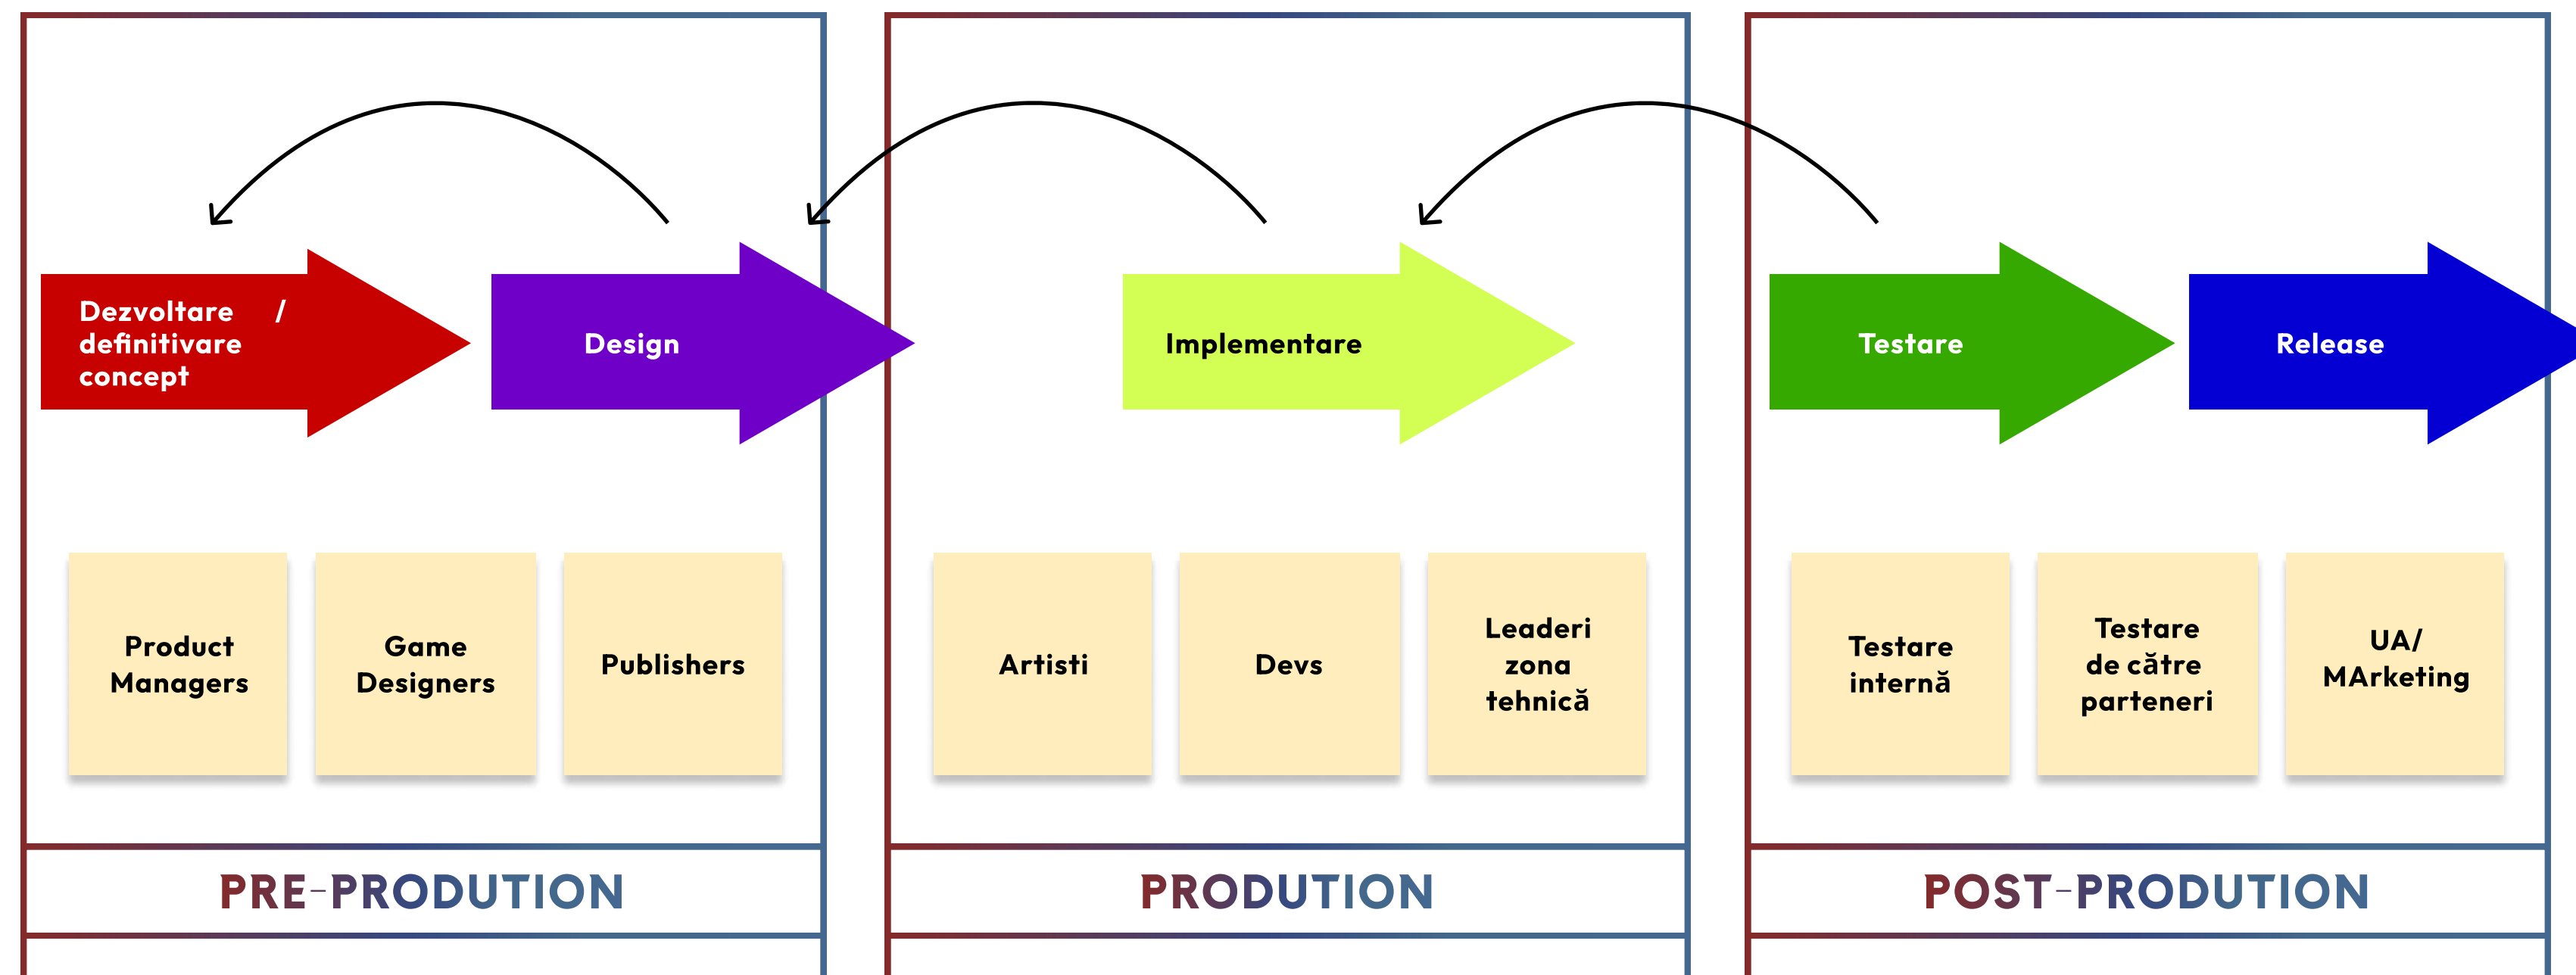 Dezvoltare /
definitivare
concept
Design
Implementare
Testare
Release
Product
Managers
Game
Designers
Publishers
Artisti
Devs
Leaderi
zona
tehnică
Testare
internă
Testare
de către
parteneri
UA/
MArketing
PRE-PRODUTION
PRODUTION
POST-PRODUTION